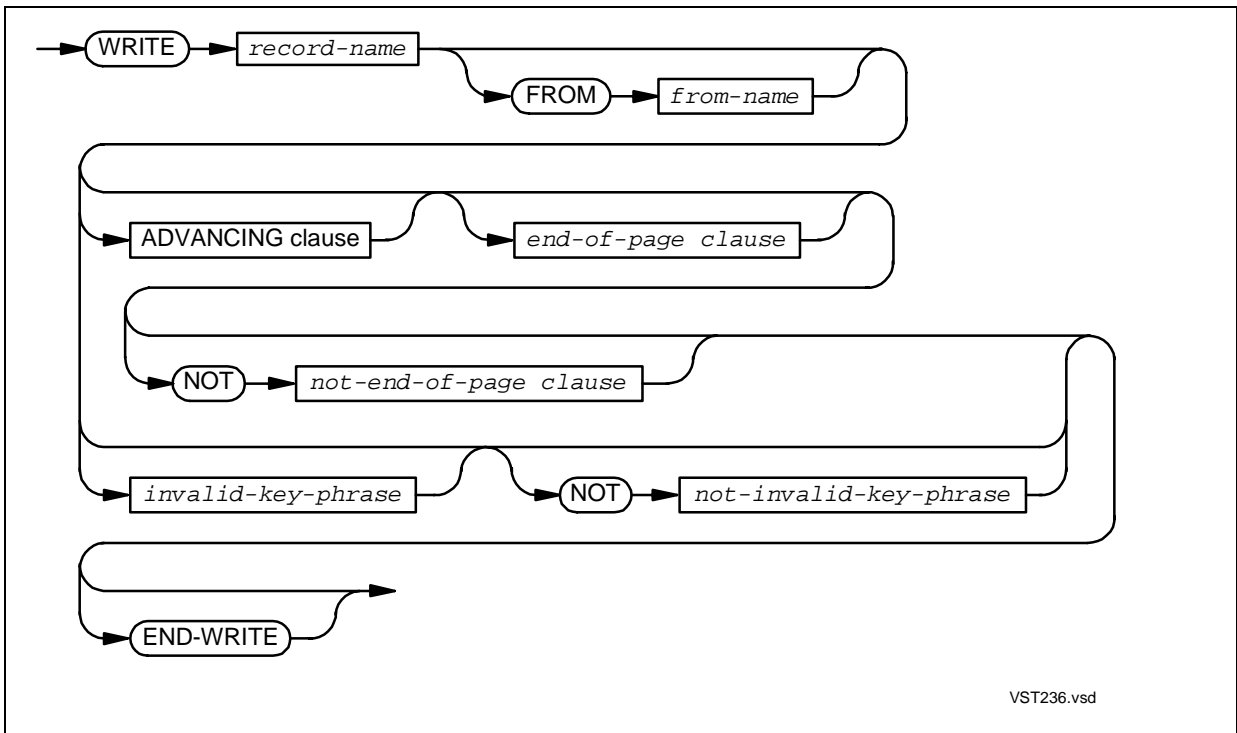 WRITE record-name
FROM from-name
ADVANCING clause end-of-page clause
NOT not-end-of-page clause
invalid-key-phrase NOT not-invalid-key-phrase
END-WRITE
VST236.vsd